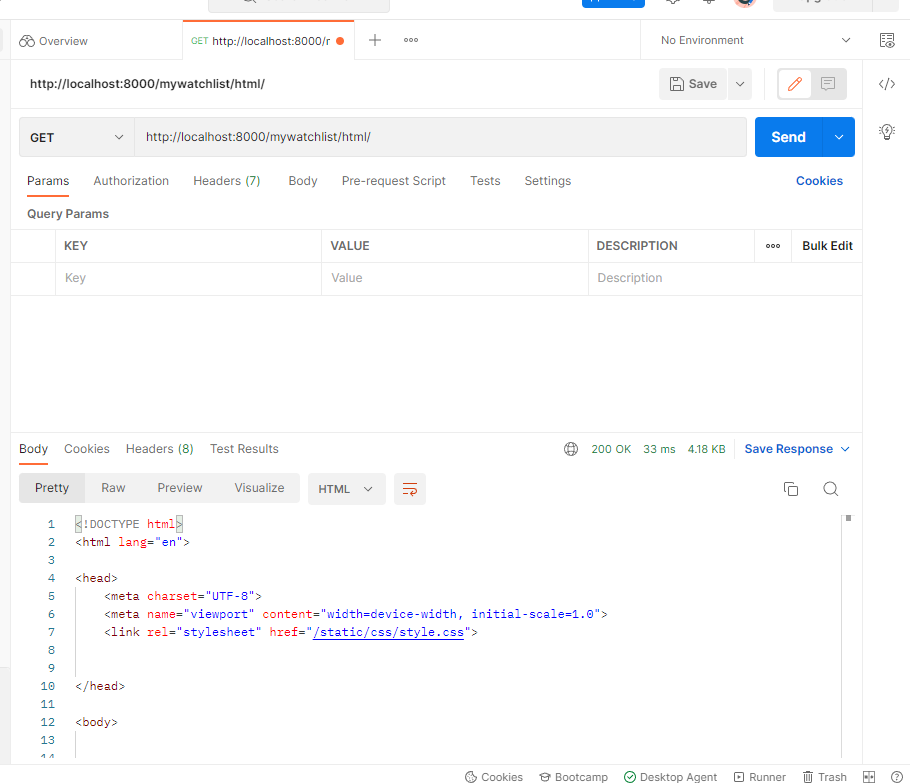 Overview
GET http://localhost:8000/r
No Environment
http://localhost:8000/mywatchlist/html/
Save
GET
http://localhost:8000/mywatchlist/html/
Send
Params Authorization Headers (7) Body Pre-request Script Tests Settings Cookies
Query Params
KEY VALUE DESCRIPTION Bulk Edit
Key Value Description
Body Cookies Headers (8) Test Results 200 OK 33 ms 4.18 KB Save Response
Pretty Raw Preview Visualize HTML
1 <!DOCTYPE html>
2 <html lang="en">
3
4 <head>
5 <meta charset="UTF-8">
6 <meta name="viewport" content="width=device-width, initial-scale=1.0">
7 <link rel="stylesheet" href="/static/css/style.css">
8
9
10 </head>
11
12 <body>
13
14
Cookies Bootcamp Desktop Agent Runner Trash